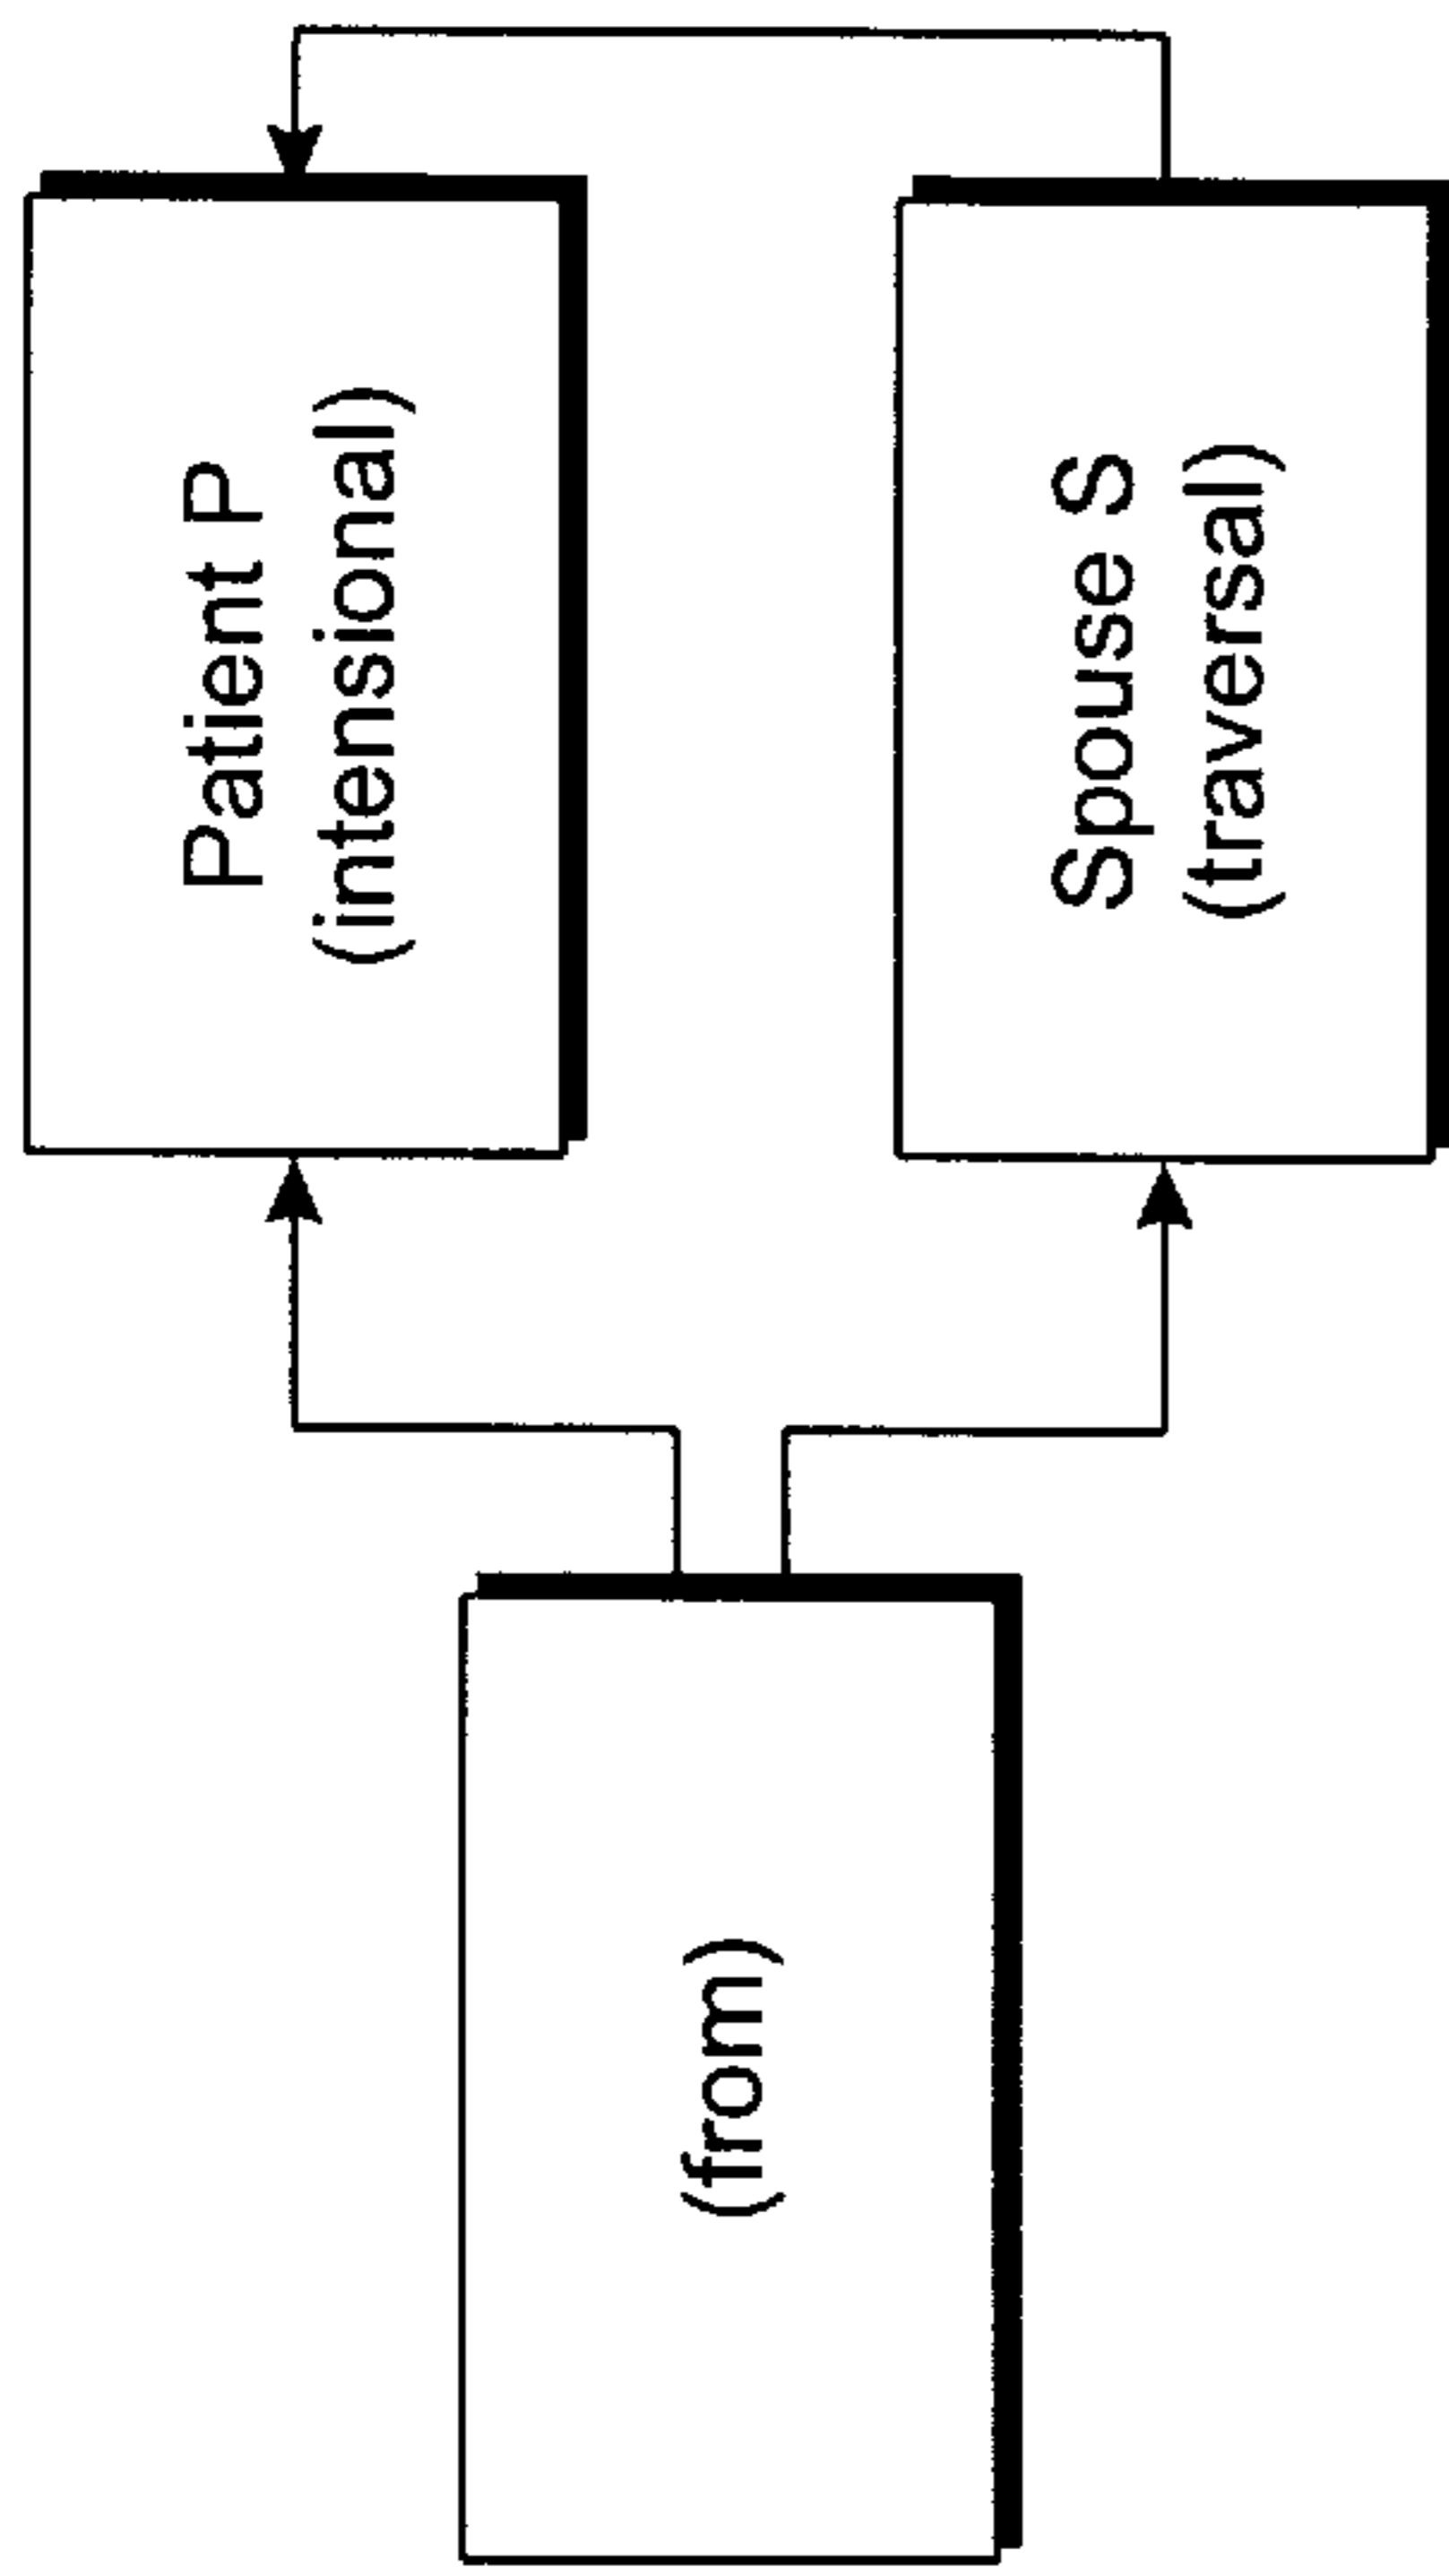 (from)
Patient P
(intensional)
Spouse S
(traversal)